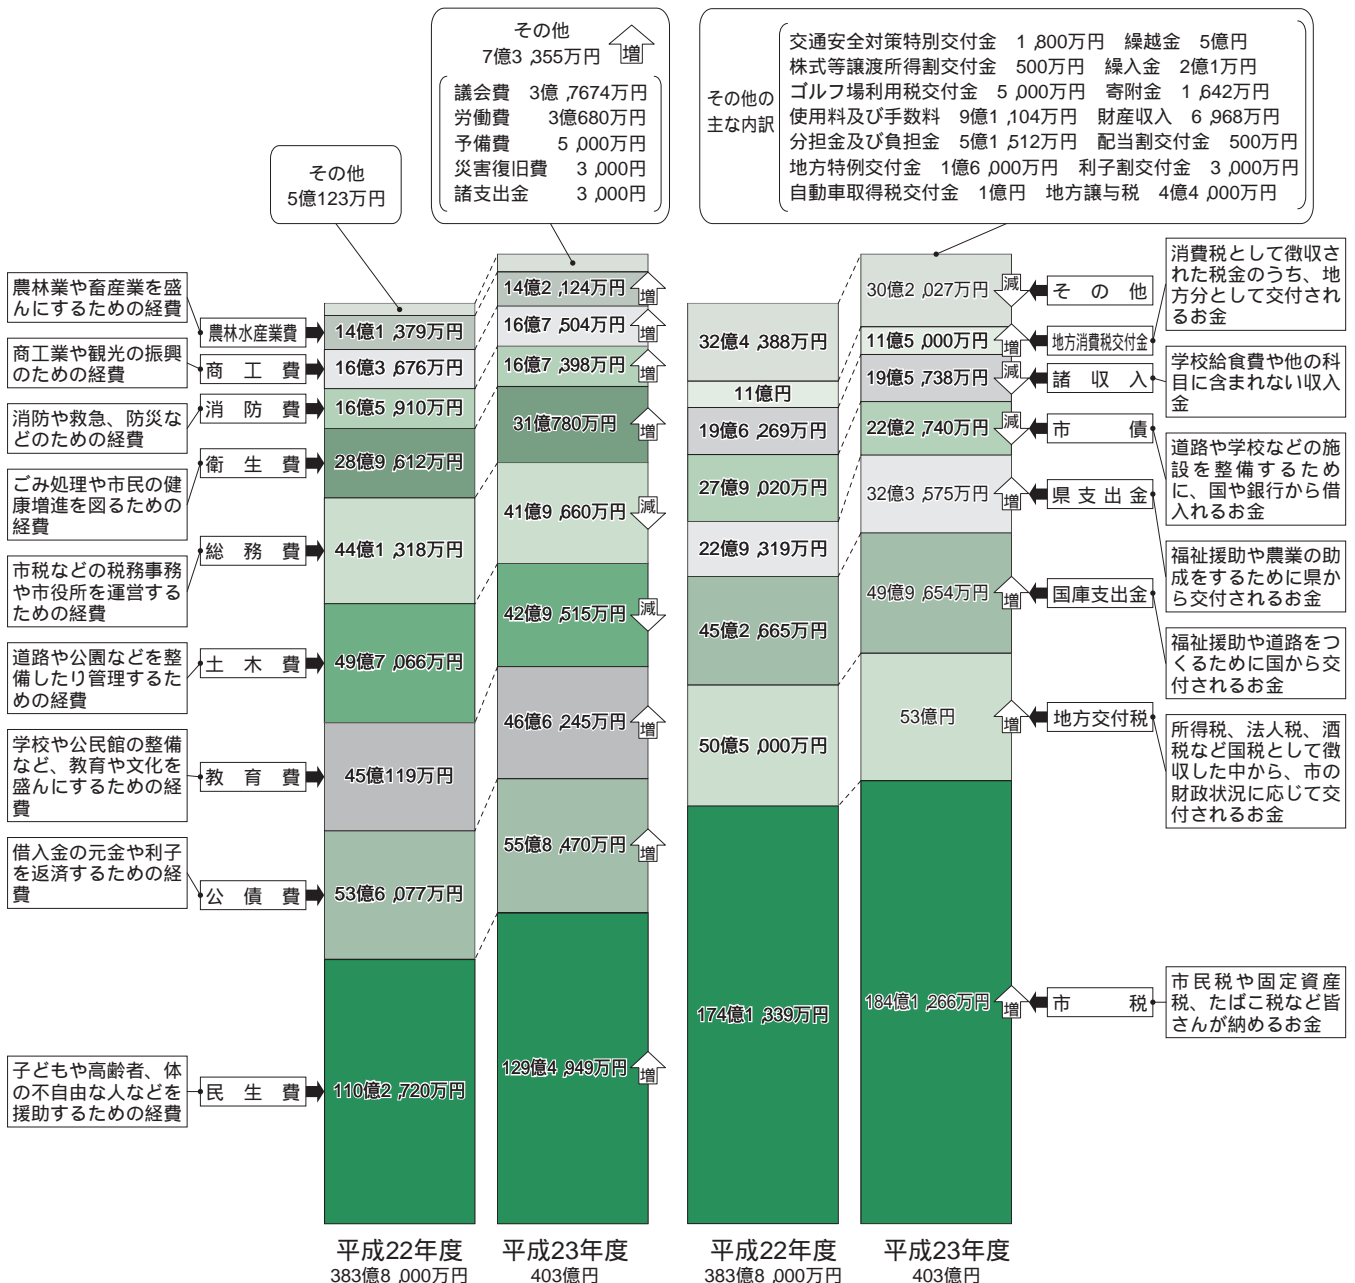 その他
7億3,355万円 増
議会費 3億,7674万円
労働費 3億680万円
予備費 5,000万円
災害復旧費 3,000円
諸支出金 3,000円
その他
5億123万円
その他の
主な内訳
交通安全対策特別交付金 1,800万円 繰越金 5億円
株式等譲渡所得割交付金 500万円 繰入金 2億1万円
ゴルフ場利用税交付金 5,000万円 寄附金 1,642万円
使用料及び手数料 9億1,104万円 財産収入 6,968万円
分担金及び負担金 5億1,512万円 配当割交付金 500万円
地方特例交付金 1億6,000万円 利子割交付金 3,000万円
自動車取得税交付金 1億円 地方譲与税 4億4,000万円
農林業や畜産業を盛
んにするための経費
農林水産業費
商工業や観光の振興
のための経費
商工費
消防や救急、防災な
どのための経費
消防費
衛生費
ごみ処理や市民の健
康増進を図るための
経費
総務費
市税などの税務事務
や市役所を運営する
ための経費
道路や公園などを整
備したり管理するた
めの経費
土木費
学校や公民館の整備
など、教育や文化を
盛んにするための経
費
教育費
借入金の元金や利子
を返済するための経
費
公債費
子どもや高齢者、体
の不自由な人などを
援助するための経費
民生費
14億1,379万円
16億3,676万円
16億5,910万円
28億9,612万円
44億1,318万円
49億7,066万円
45億119万円
53億6,077万円
110億2,720万円
平成22年度
383億8,000万円
14億2,124万円 増
16億7,504万円 増
16億7,398万円 増
31億780万円 増
41億9,660万円 減
42億9,515万円 減
46億6,245万円 増
55億8,470万円 増
129億4,949万円 増
平成23年度
403億円
32億4,388万円
11億円
19億6,269万円
27億9,020万円
22億9,319万円
45億2,665万円
50億5,000万円
174億1,339万円
平成22年度
383億8,000万円
30億2,027万円 減
11億5,000万円 増
19億5,738万円 減
22億2,740万円 減
32億3,575万円 増
49億9,654万円 増
53億円 増
184億1,266万円 増
平成23年度
403億円
その他
地方消費税交付金
消費税として徴収さ
れた税金のうち、地
方分として交付され
るお金
諸収入
学校給食費や他の科
目に含まれない収入
金
市債
道路や学校などの施
設を整備するため
に、国や銀行から借
入れるお金
県支出金
福祉援助や農業の助
成をするために県か
ら交付されるお金
国庫支出金
福祉援助や道路をつ
くるために国から交
付されるお金
地方交付税
所得税、法人税、酒
税など国税として徴
収した中から、市の
財政状況に応じて交
付されるお金
市税
市民税や固定資産
税、たばこ税など皆
さんが納めるお金